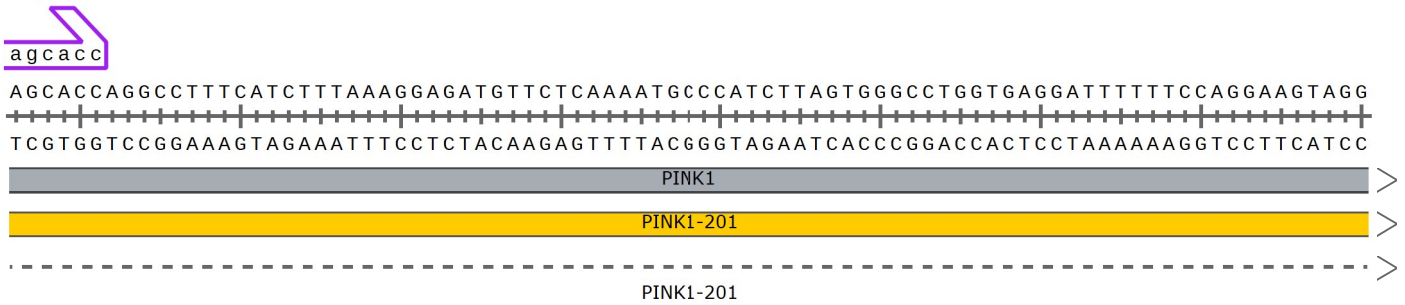 agcacc
AGCACCAGGCCTTTCATCTTTAAAGGAGATGTTCTCAAAATGCCCATCTTAGTGGGCCTGGTGAGGATTTTTTCCAGGAAGTAGG
TCGTGGTCCGGAAAGTAGAAATTTCCTCTACAAGAGTTTTACGGGTAGAATCACCCGGACCACTCCTAAAAAAGGTCCTTCATCC
PINK1
PINK1-201
PINK1-201